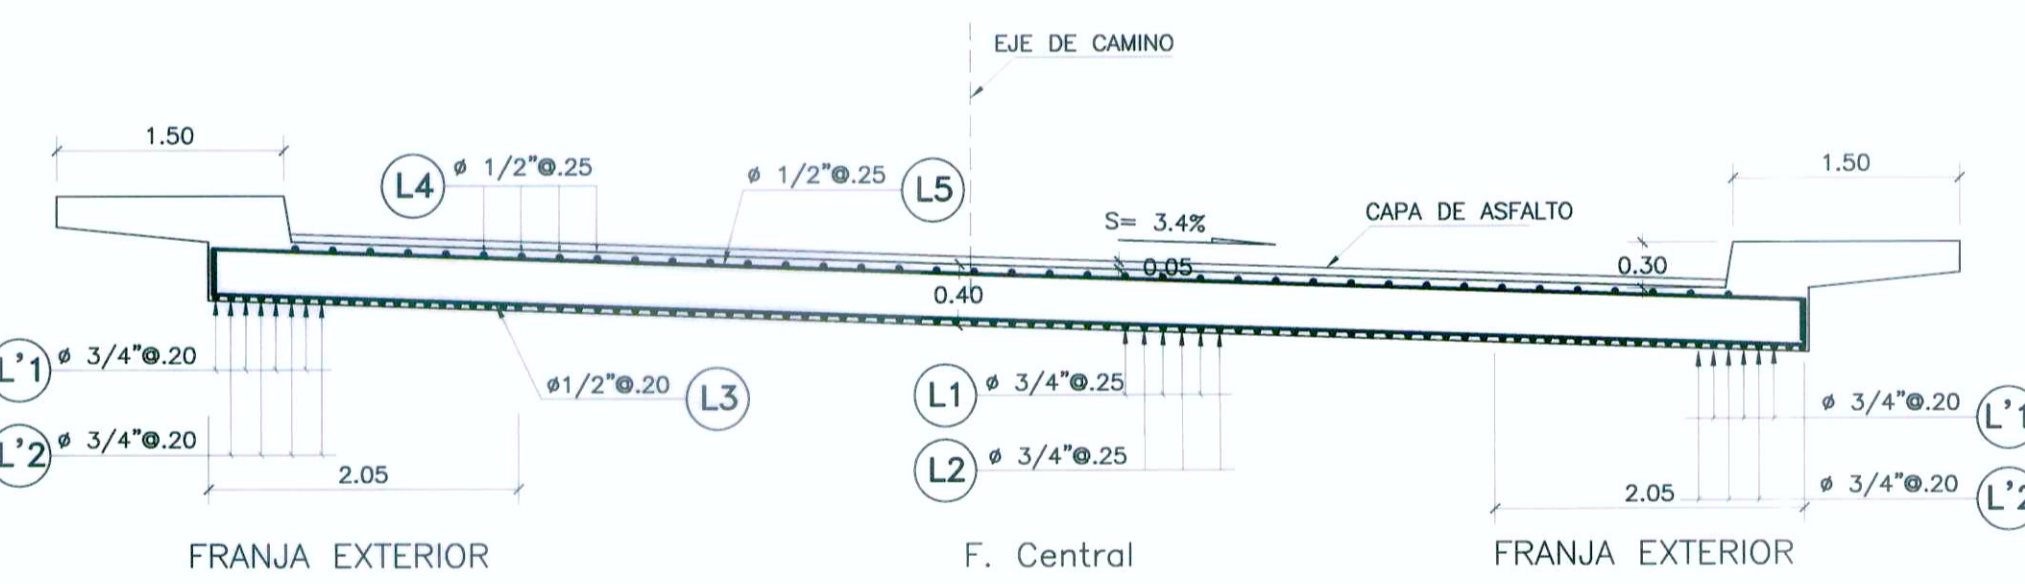 EJE DE CAMINO
1.50
1.50
L4 ø 1/2"@.25
ø 1/2"@.25 L5
S= 3.4%
CAPA DE ASFALTO
0.05
0.30
0.40
L'1 ø 3/4"@.20
ø1/2"@.20 L3
L1 ø 3/4"@.25
ø 3/4"@.20 L'1
L'2 ø 3/4"@.20
L2 ø 3/4"@.25
2.05
2.05
ø 3/4"@.20 L'2
FRANJA EXTERIOR
F. Central
FRANJA EXTERIOR